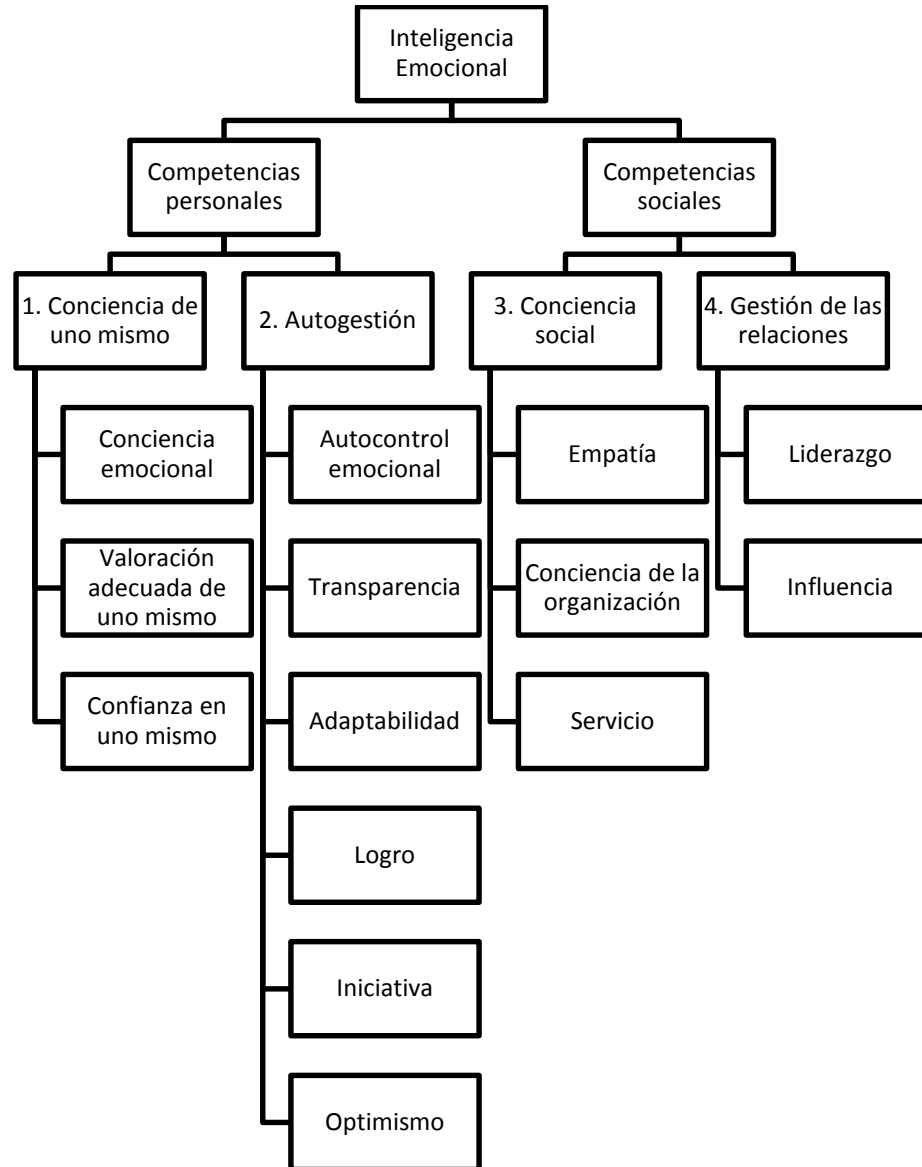 Inteligencia
Emocional
Competencias
personales
Competencias
sociales
1. Conciencia de
uno mismo
2. Autogestión
3. Conciencia
social
4. Gestión de las
relaciones
Conciencia
emocional
Valoración
adecuada de
uno mismo
Confianza en
uno mismo
Autocontrol
emocional
Transparencia
Adaptabilidad
Logro
Iniciativa
Optimismo
Empatía
Conciencia de la
organización
Servicio
Liderazgo
Influencia